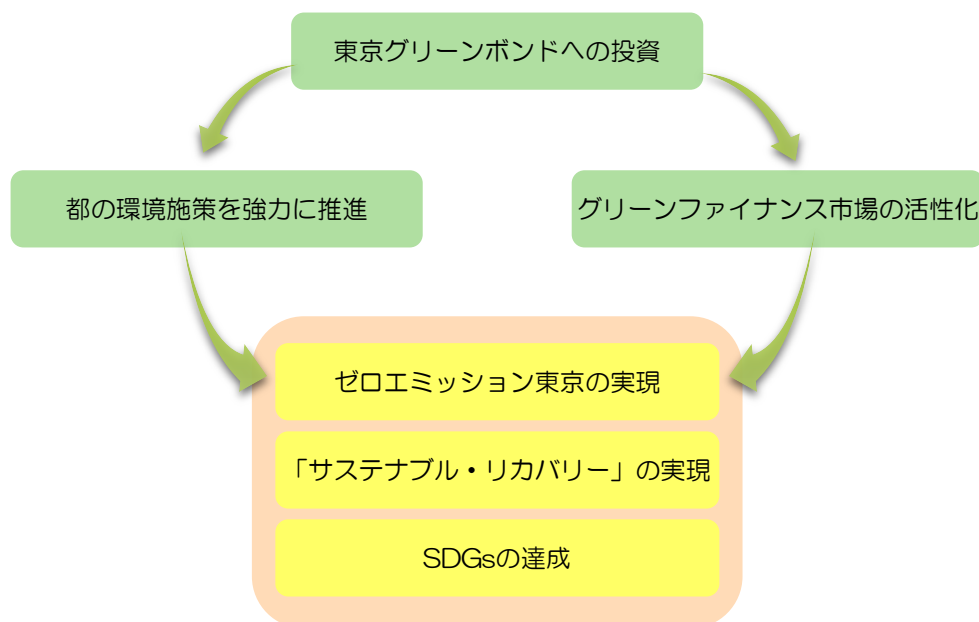 東京グリーンボンドへの投資
都の環境施策を強力に推進
グリーンファイナンス市場の活性化
ゼロエミッション東京の実現
「サステナブル・リカバリー」の実現
SDGsの達成